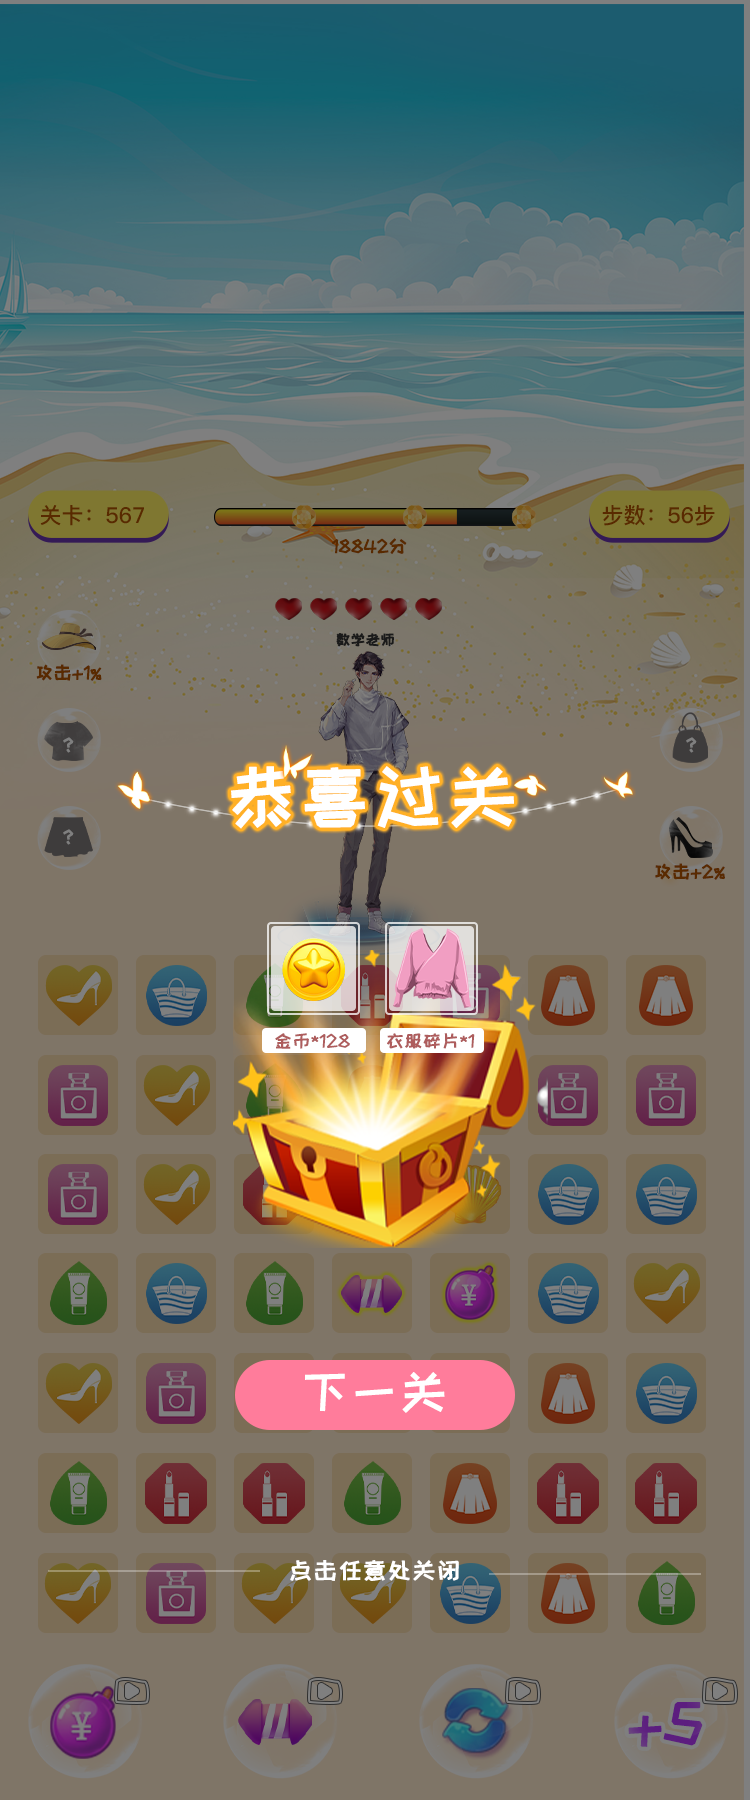 关卡：567
步数：56步
18842分
数学老师
攻击+1%
?
?
?
恭喜过关
攻击+2%
金币*128
衣服碎片*1
¥
下一关
点击任意处关闭
¥
+5